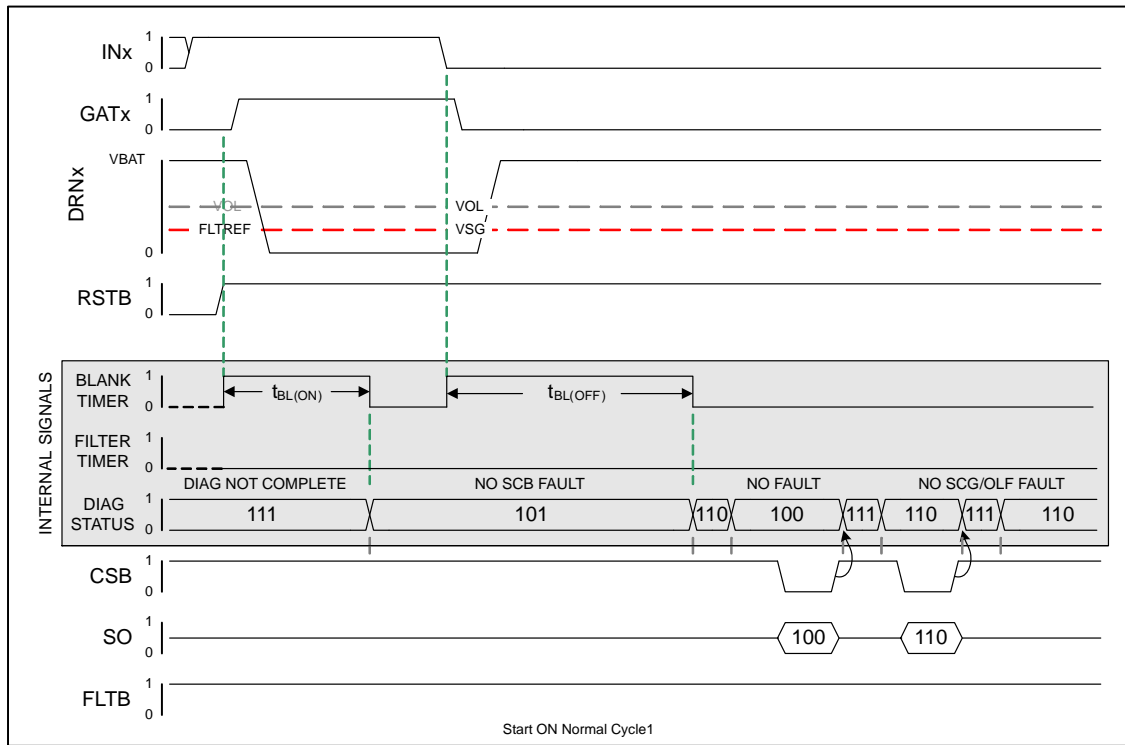 INx
1
0
GATx
1
0
DRNx
VBAT
VOL
FLTREF
VOL
VSG
RSTB
1
0
INTERNAL SIGNALS
BLANK
TIMER
1
0
tBL(ON)
tBL(OFF)
FILTER
TIMER
1
0
DIAG NOT COMPLETE
NO SCB FAULT
NO FAULT
NO SCG/OLF FAULT
DIAG
STATUS
1
0
111
101
110
100
111
110
111
110
CSB
1
0
SO
1
0
100
110
FLTB
1
0
Start ON Normal Cycle1